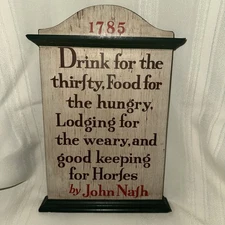 1785
Drink for the
thirſty, Food for
the hungry,
Lodging for
the weary, and
good keeping
for Horſes
by John Naſh